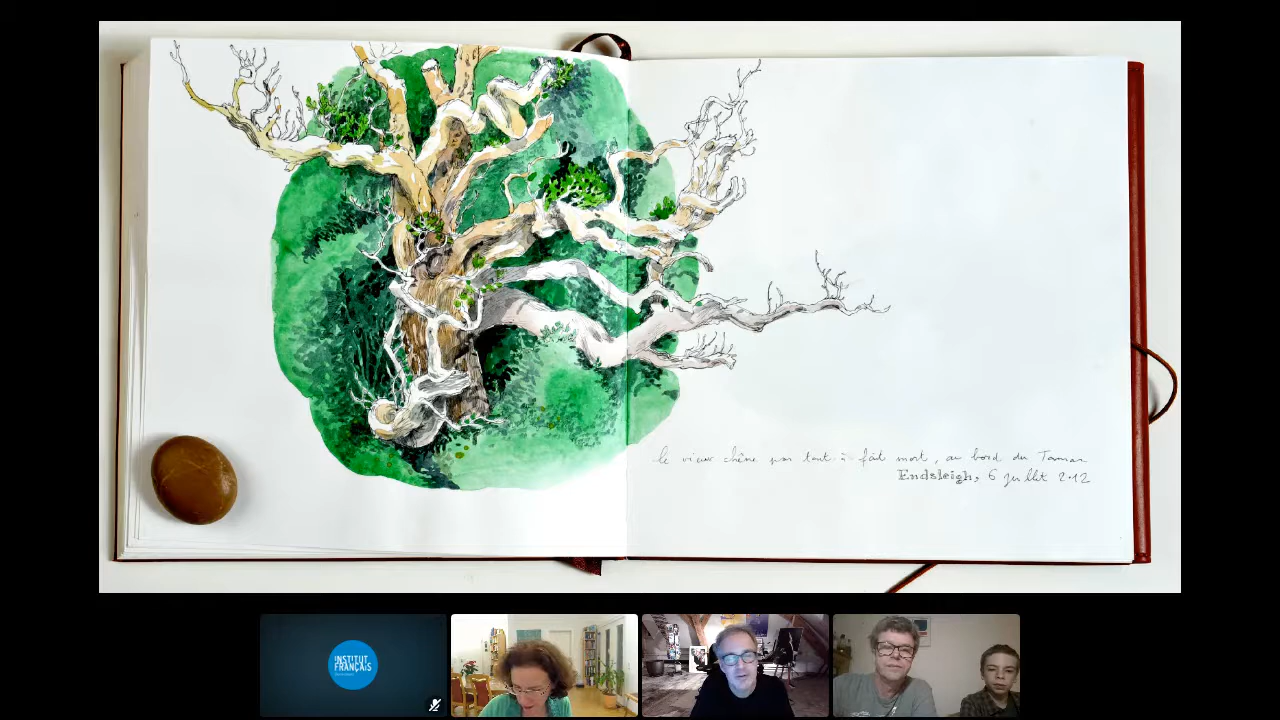 le vieux chêne pas tout à fait mort, au bord du Tamar
Endsleigh, 6 juillet 2012
INSTITUT
FRANÇAIS